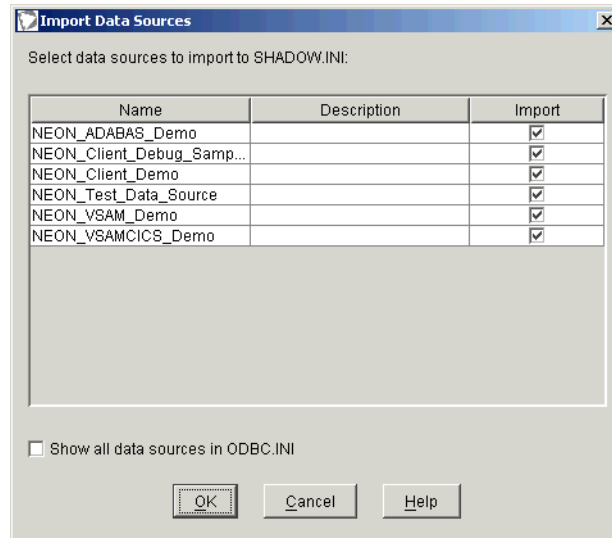 Import Data Sources
Select data sources to import to SHADOW.INI:
Name Description Import
NEON_ADABAS_Demo
NEON_Client_Debug_Samp...
NEON_Client_Demo
NEON_Test_Data_Source
NEON_VSAM_Demo
NEON_VSAMCICS_Demo
Show all data sources in ODBC.INI
OK Cancel Help